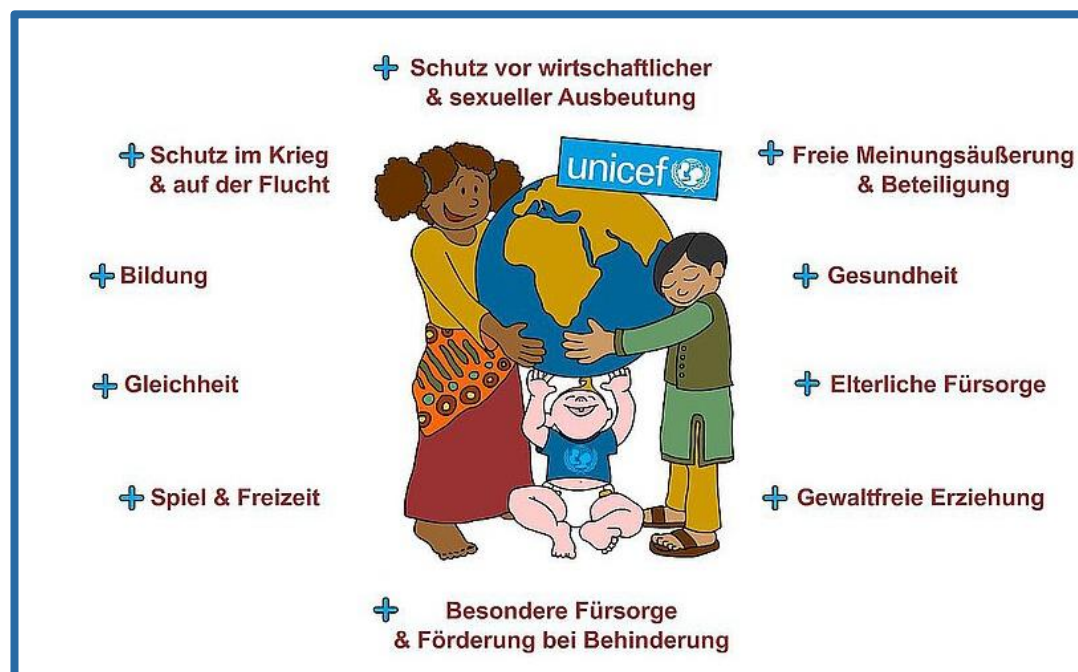 Schutz vor wirtschaftlicher
& sexueller Ausbeutung
Schutz im Krieg
& auf der Flucht
unicef
Freie Meinungsäußerung
& Beteiligung
Bildung
Gesundheit
Gleichheit
Elterliche Fürsorge
Spiel & Freizeit
Gewaltfreie Erziehung
Besondere Fürsorge
& Förderung bei Behinderung